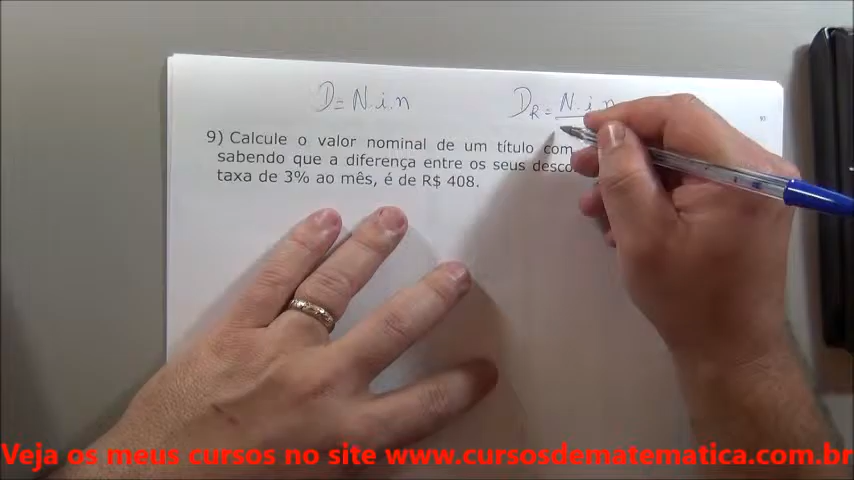 D = N.i.n
D_R = N.i.n
9) Calcule o valor nominal de um título com
sabendo que a diferença entre os seus
taxa de 3% ao mês, é de R$ 408.
Veja os meus cursos no site www.cursosdematematica.com.br